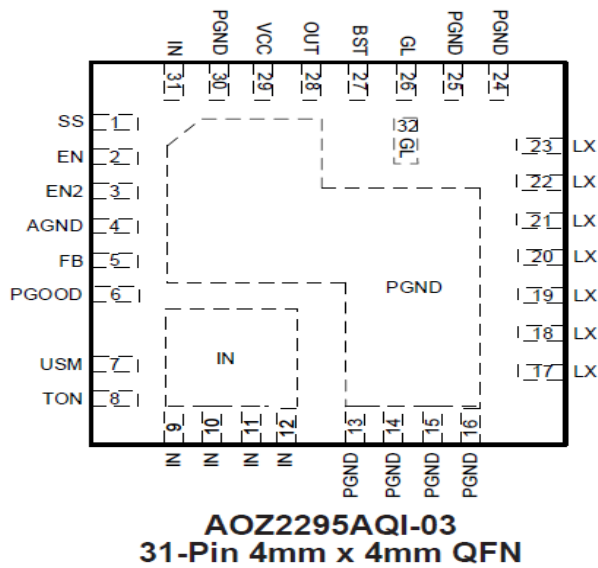 IN PGND VCC OUT BST GL PGND PGND
31 30 29 28 27 26 25 24
SS 1
EN 2
EN2 3
AGND 4
FB 5
PGOOD 6
USM 7
TON 8
32
GL
23 LX
22 LX
21 LX
20 LX
19 LX
18 LX
17 LX
PGND
IN
9 10 11 12 13 14 15 16
IN IN IN IN PGND PGND PGND PGND
AOZ2295AQI-03
31-Pin 4mm x 4mm QFN